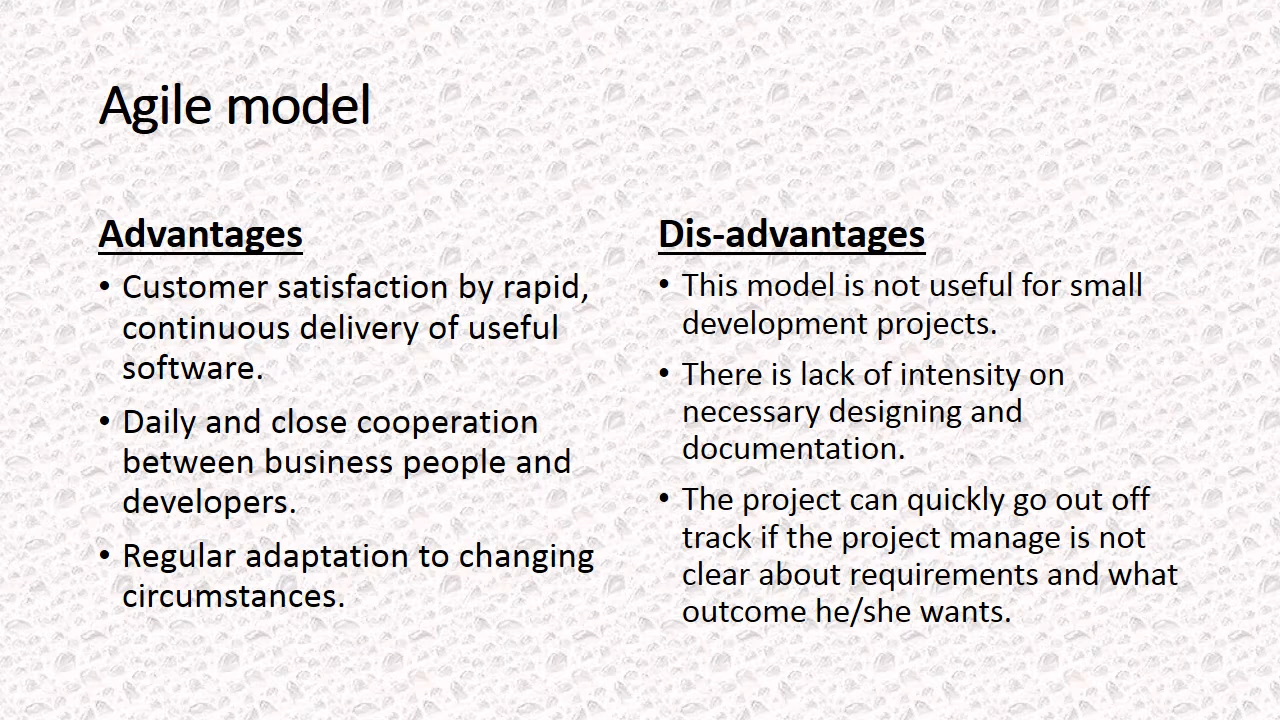 Agile model
Advantages
• Customer satisfaction by rapid,
continuous delivery of useful
software.
• Daily and close cooperation
between business people and
developers.
• Regular adaptation to changing
circumstances.
Dis-advantages
• This model is not useful for small
development projects.
• There is lack of intensity on
necessary designing and
documentation.
• The project can quickly go out off
track if the project manage is not
clear about requirements and what
outcome he/she wants.